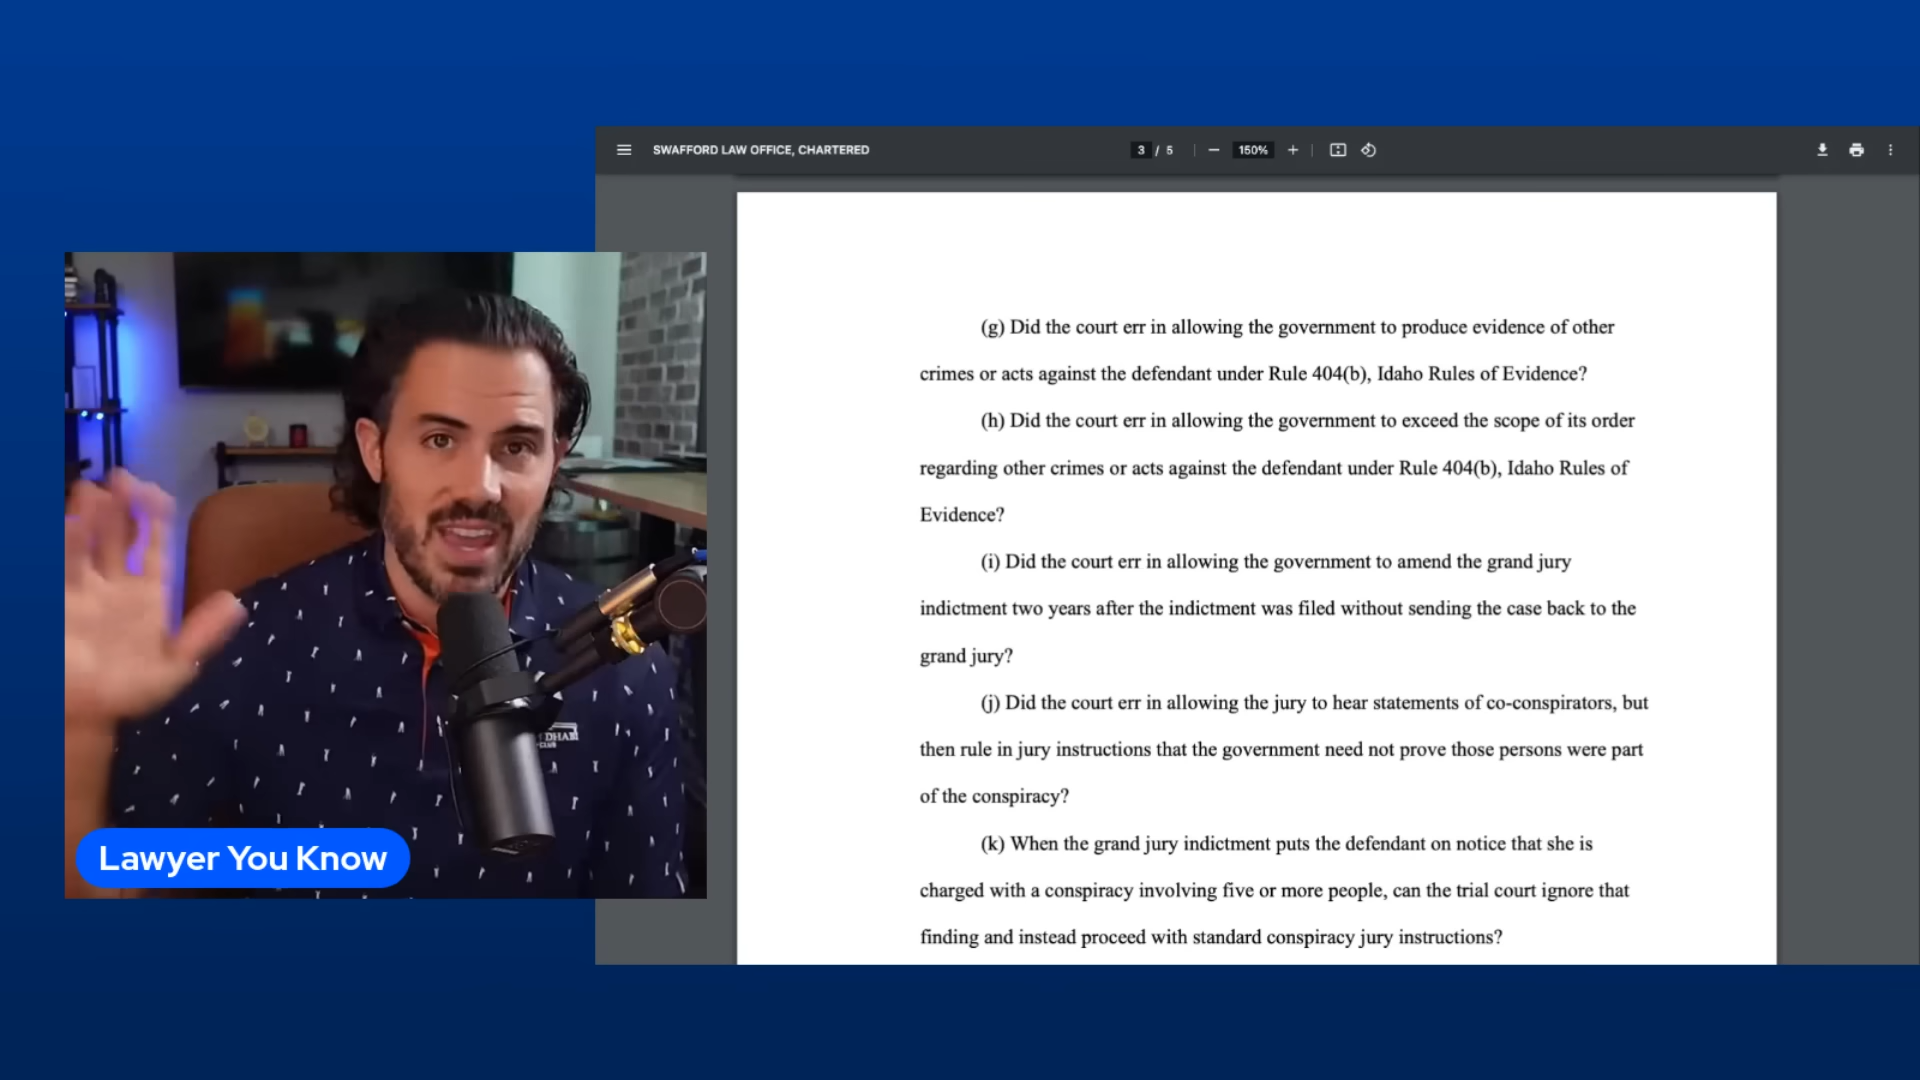 SWAFFORD LAW OFFICE, CHARTERED
3 / 5
150%
(g) Did the court err in allowing the government to produce evidence of other
crimes or acts against the defendant under Rule 404(b), Idaho Rules of Evidence?
(h) Did the court err in allowing the government to exceed the scope of its order
regarding other crimes or acts against the defendant under Rule 404(b), Idaho Rules of
Evidence?
(i) Did the court err in allowing the government to amend the grand jury
indictment two years after the indictment was filed without sending the case back to the
grand jury?
(j) Did the court err in allowing the jury to hear statements of co-conspirators, but
then rule in jury instructions that the government need not prove those persons were part
of the conspiracy?
(k) When the grand jury indictment puts the defendant on notice that she is
charged with a conspiracy involving five or more people, can the trial court ignore that
finding and instead proceed with standard conspiracy jury instructions?
DHABI
CLUB
Lawyer You Know